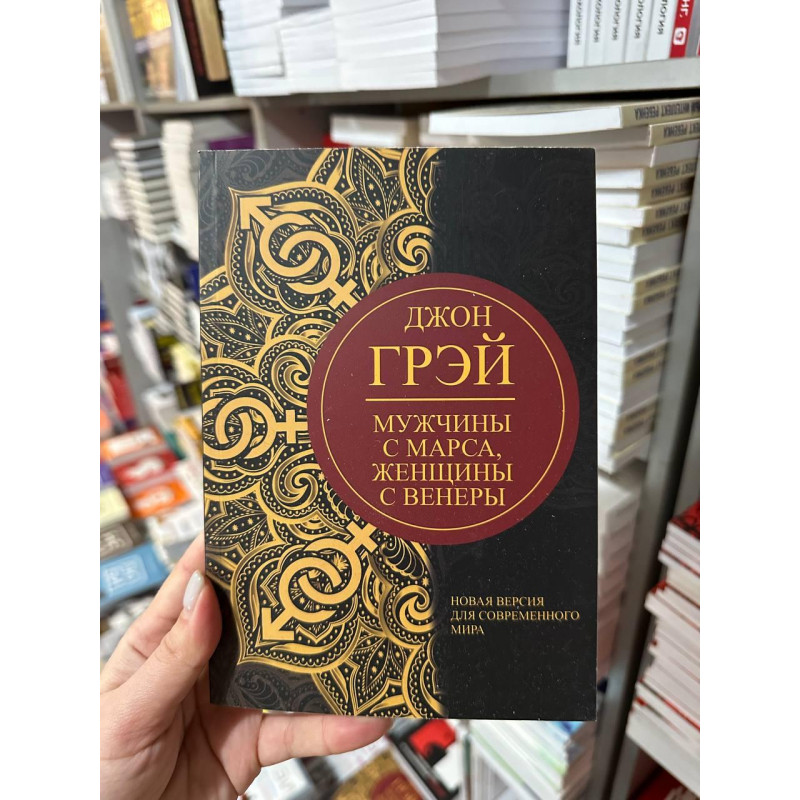 ДЖОН
ГРЭЙ
МУЖЧИНЫ
С МАРСА,
ЖЕНЩИНЫ
С ВЕНЕРЫ
НОВАЯ ВЕРСИЯ
ДЛЯ СОВРЕМЕННОГО
МИРА